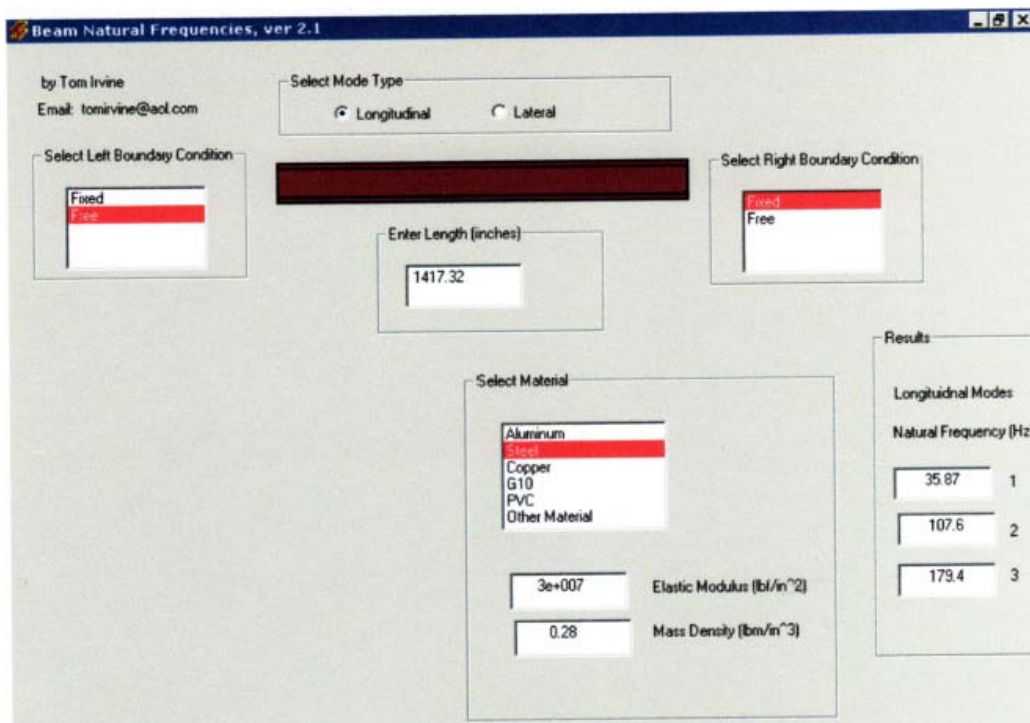 Beam Natural Frequencies, ver 2.1
by Tom Irvine
Email: tomirvine@aol.com
Select Mode Type
Longitudinal
Lateral
Select Left Boundary Condition
Fixed
Free
Select Right Boundary Condition
Fixed
Free
Enter Length (inches)
1417.32
Select Material
Aluminum
Steel
Copper
G10
PVC
Other Material
3e+007 Elastic Modulus (lbf/in^2)
0.28 Mass Density (lbm/in^3)
Results
Longituidnal Modes
Natural Frequency (Hz
35.87 1
107.6 2
179.4 3